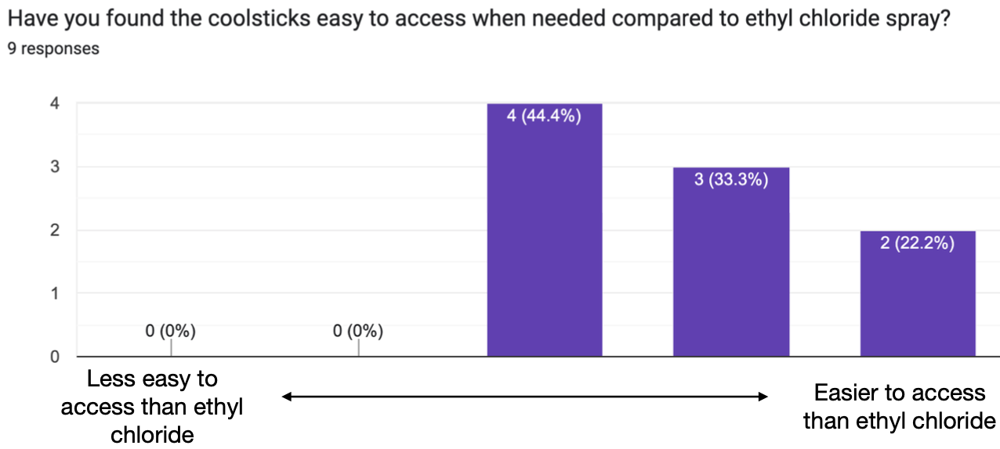 Have you found the coolsticks easy to access when needed compared to ethyl chloride spray?
9 responses
4
3
2
1
0
0 (0%)
0 (0%)
4 (44.4%)
3 (33.3%)
2 (22.2%)
Less easy to
access than ethyl
chloride
Easier to access
than ethyl chloride